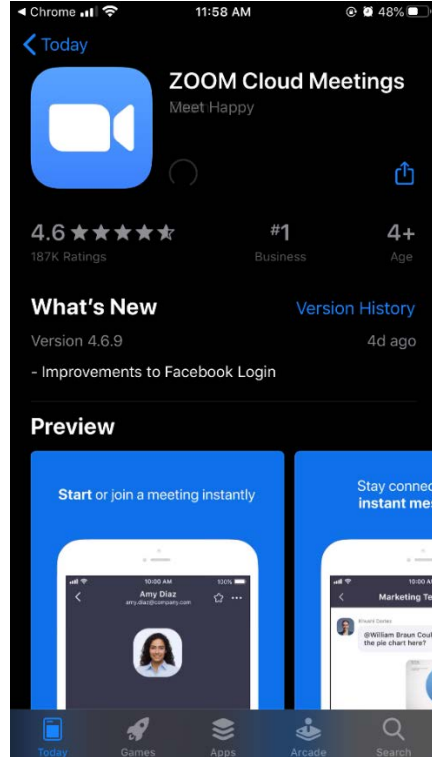 Chrome 11:58 AM 48%
Today
ZOOM Cloud Meetings
Meet Happy
4.6 #1 4+
187K Ratings Business Age
What's New Version History
Version 4.6.9 4d ago
- Improvements to Facebook Login
Preview
Start or join a meeting instantly
Stay connec
instant mes
10:00 AM 100%
Amy Diaz
amy.diaz@company.com
10:00 AM
Marketing Te
@William Braun Coul
the pie chart here?
Today Games Apps Arcade Search